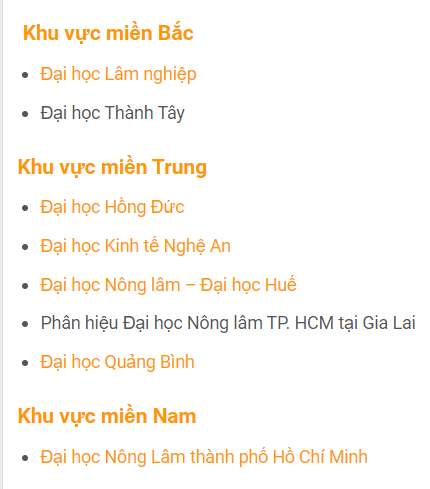 Khu vực miền Bắc
Đại học Lâm nghiệp
Đại học Thành Tây
Khu vực miền Trung
Đại học Hồng Đức
Đại học Kinh tế Nghệ An
Đại học Nông lâm – Đại học Huế
Phân hiệu Đại học Nông lâm TP. HCM tại Gia Lai
Đại học Quảng Bình
Khu vực miền Nam
Đại học Nông Lâm thành phố Hồ Chí Minh